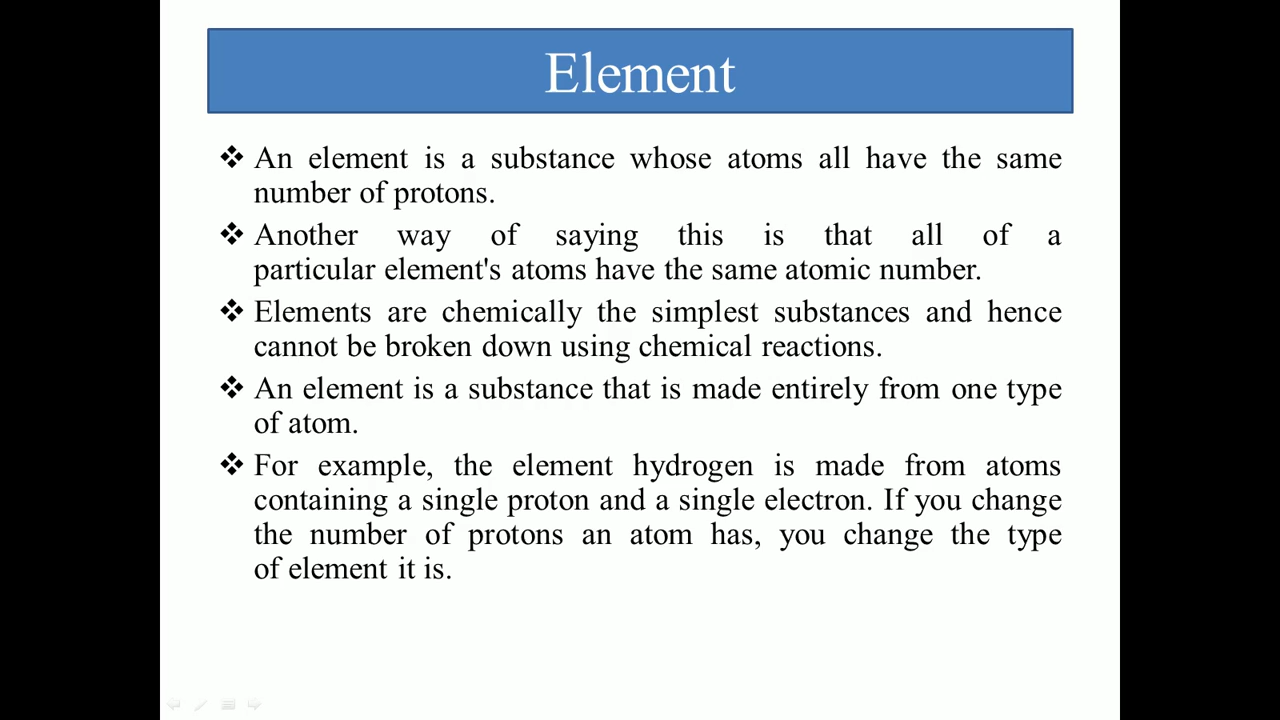 Element
❖ An element is a substance whose atoms all have the same
number of protons.
❖ Another way of saying this is that all of a
particular element's atoms have the same atomic number.
❖ Elements are chemically the simplest substances and hence
cannot be broken down using chemical reactions.
❖ An element is a substance that is made entirely from one type
of atom.
❖ For example, the element hydrogen is made from atoms
containing a single proton and a single electron. If you change
the number of protons an atom has, you change the type
of element it is.